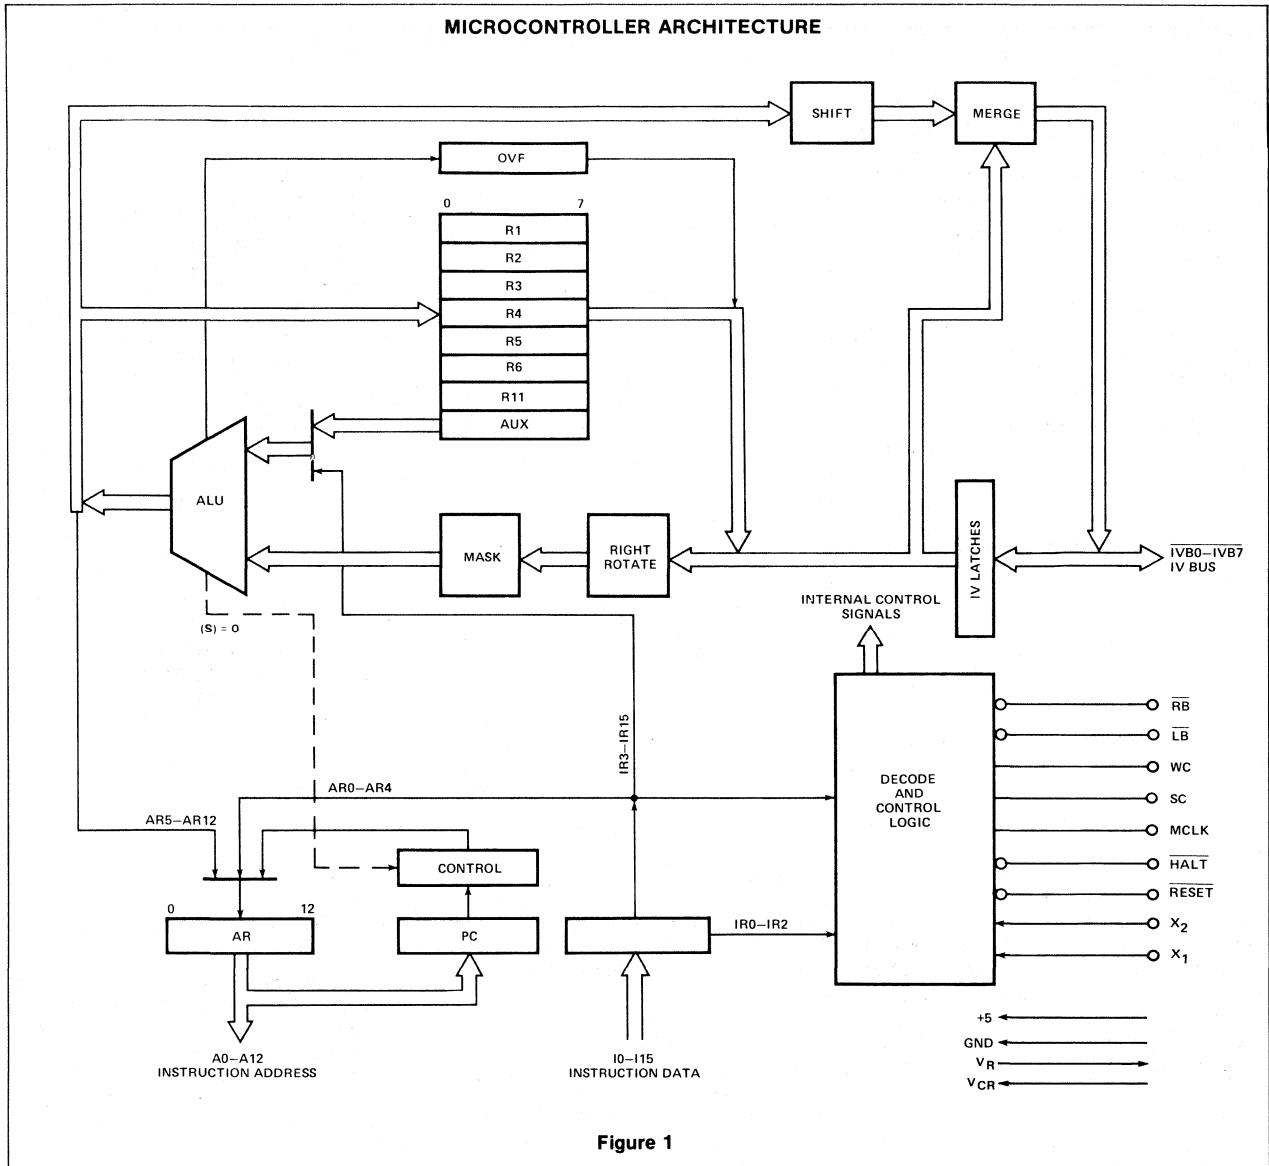 MICROCONTROLLER ARCHITECTURE
SHIFT
MERGE
OVF
0 7
R1
R2
R3
R4
R5
R6
R11
AUX
ALU
MASK
RIGHT
ROTATE
IV LATCHES
IVB0–IVB7
IV BUS
INTERNAL CONTROL
SIGNALS
(S) = 0
IR3–IR15
DECODE
AND
CONTROL
LOGIC
RB
LB
WC
SC
MCLK
HALT
RESET
X2
X1
AR0–AR4
AR5–AR12
CONTROL
0 12
AR
PC
IR0–IR2
A0–A12
INSTRUCTION ADDRESS
I0–I15
INSTRUCTION DATA
+5
GND
VR
VCR
Figure 1